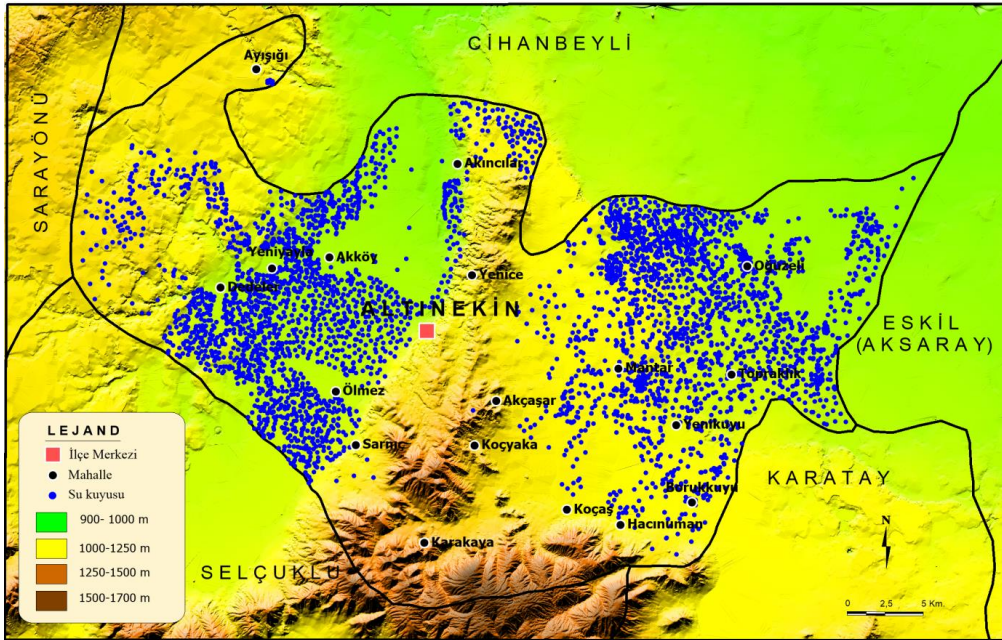 CİHANBEYLİ
Ayışığı
SARAYÖNÜ
Akıncılar
Yeniyayla
Akköy
Oğuzeli
Yenice
Dedeler
ALTINEKİN
ESKİL
(AKSARAY)
Mantar
Topraklık
Ölmez
Akçaşar
Yenikuyu
Sarnıç
Koçyaka
KARATAY
Borukkuyu
Koçaş
Hacınuman
Karakaya
SELÇUKLU
LEJAND
İlçe Merkezi
Mahalle
Su kuyusu
900- 1000 m
1000-1250 m
1250-1500 m
1500-1700 m
N
0 2,5 5 Km.